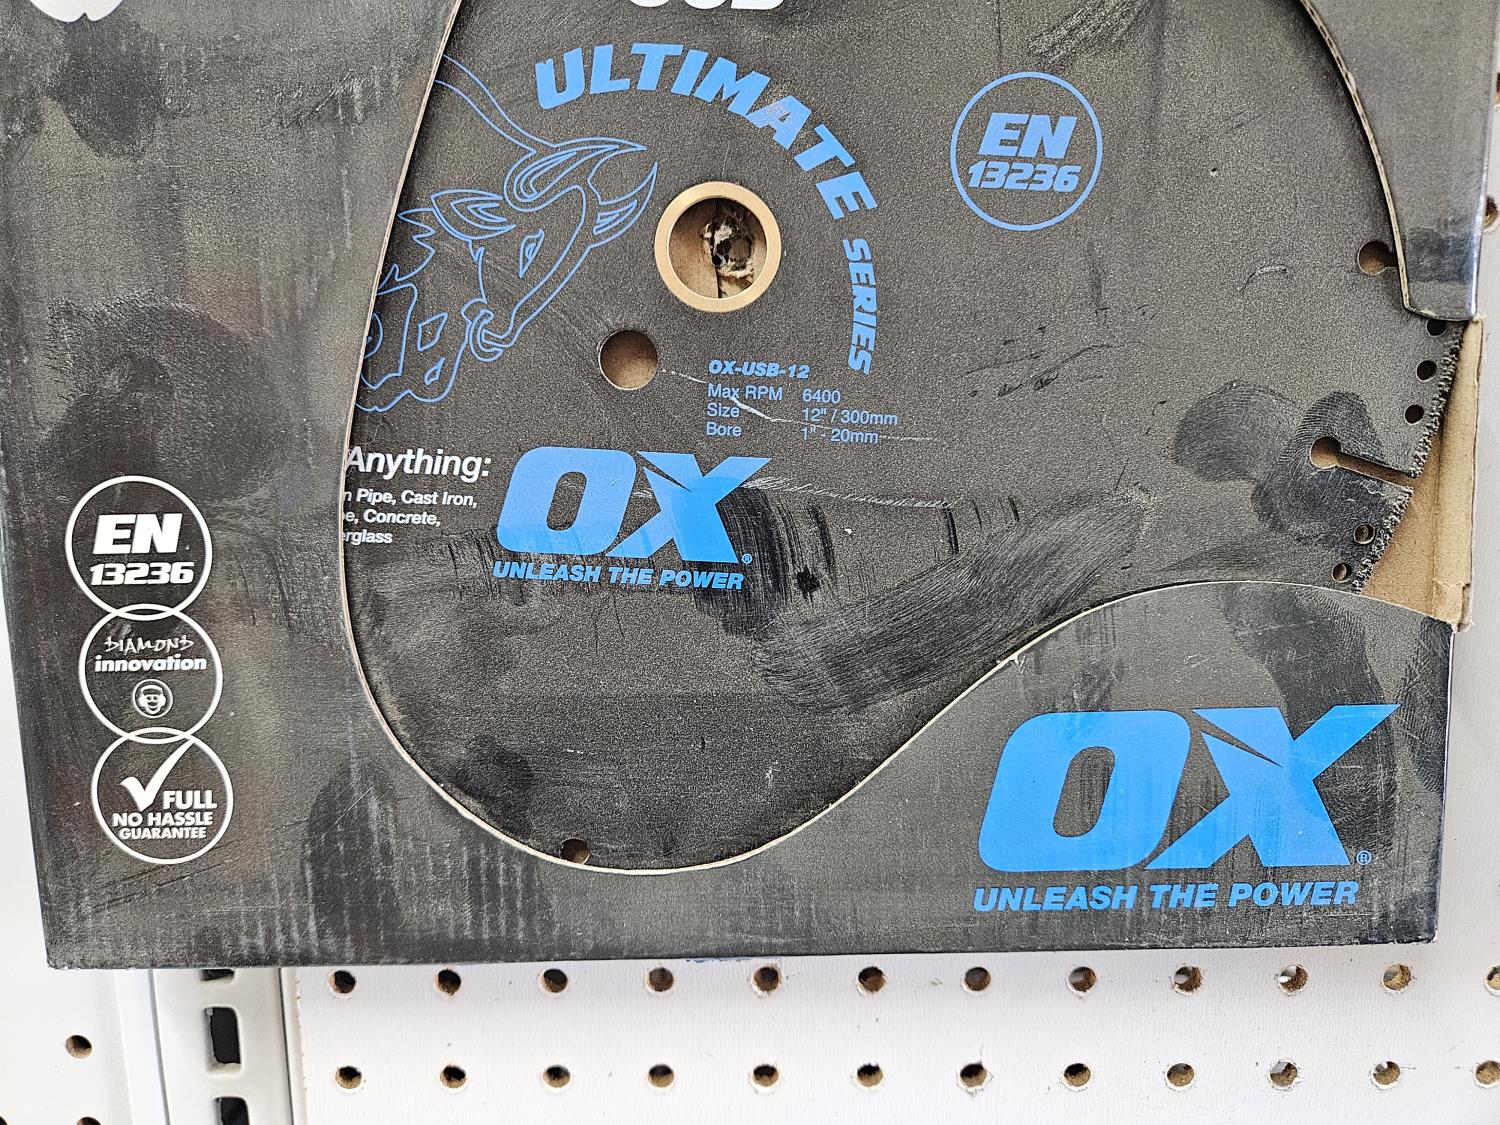 ULTIMATE SERIES
EN
13236
OX-USB-12
Max RPM 6400
Size 12" / 300mm
Bore 1" - 20mm
Anything:
Pipe, Cast Iron,
Concrete,
OX®
UNLEASH THE POWER
EN
13236
DIAMOND
innovation
FULL
NO HASSLE
GUARANTEE
OX®
UNLEASH THE POWER